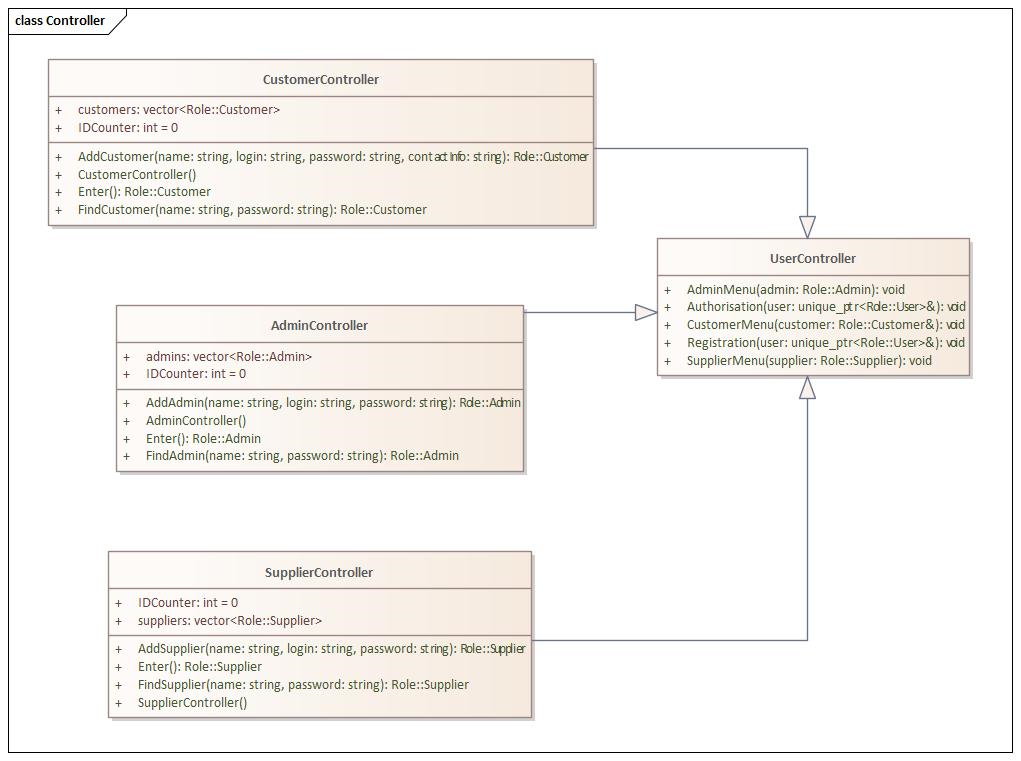 class Controller
CustomerController
+ customers: vector<Role::Customer>
+ IDCounter: int = 0
+ AddCustomer(name: string, login: string, password: string, contactInfo: string): Role::Customer
+ CustomerController()
+ Enter(): Role::Customer
+ FindCustomer(name: string, password: string): Role::Customer
UserController
+ AdminMenu(admin: Role::Admin): void
+ Authorisation(user: unique_ptr<Role::User>&): void
+ CustomerMenu(customer: Role::Customer&): void
+ Registration(user: unique_ptr<Role::User>&): void
+ SupplierMenu(supplier: Role::Supplier): void
AdminController
+ admins: vector<Role::Admin>
+ IDCounter: int = 0
+ AddAdmin(name: string, login: string, password: string): Role::Admin
+ AdminController()
+ Enter(): Role::Admin
+ FindAdmin(name: string, password: string): Role::Admin
SupplierController
+ IDCounter: int = 0
+ suppliers: vector<Role::Supplier>
+ AddSupplier(name: string, login: string, password: string): Role::Supplier
+ Enter(): Role::Supplier
+ FindSupplier(name: string, password: string): Role::Supplier
+ SupplierController()